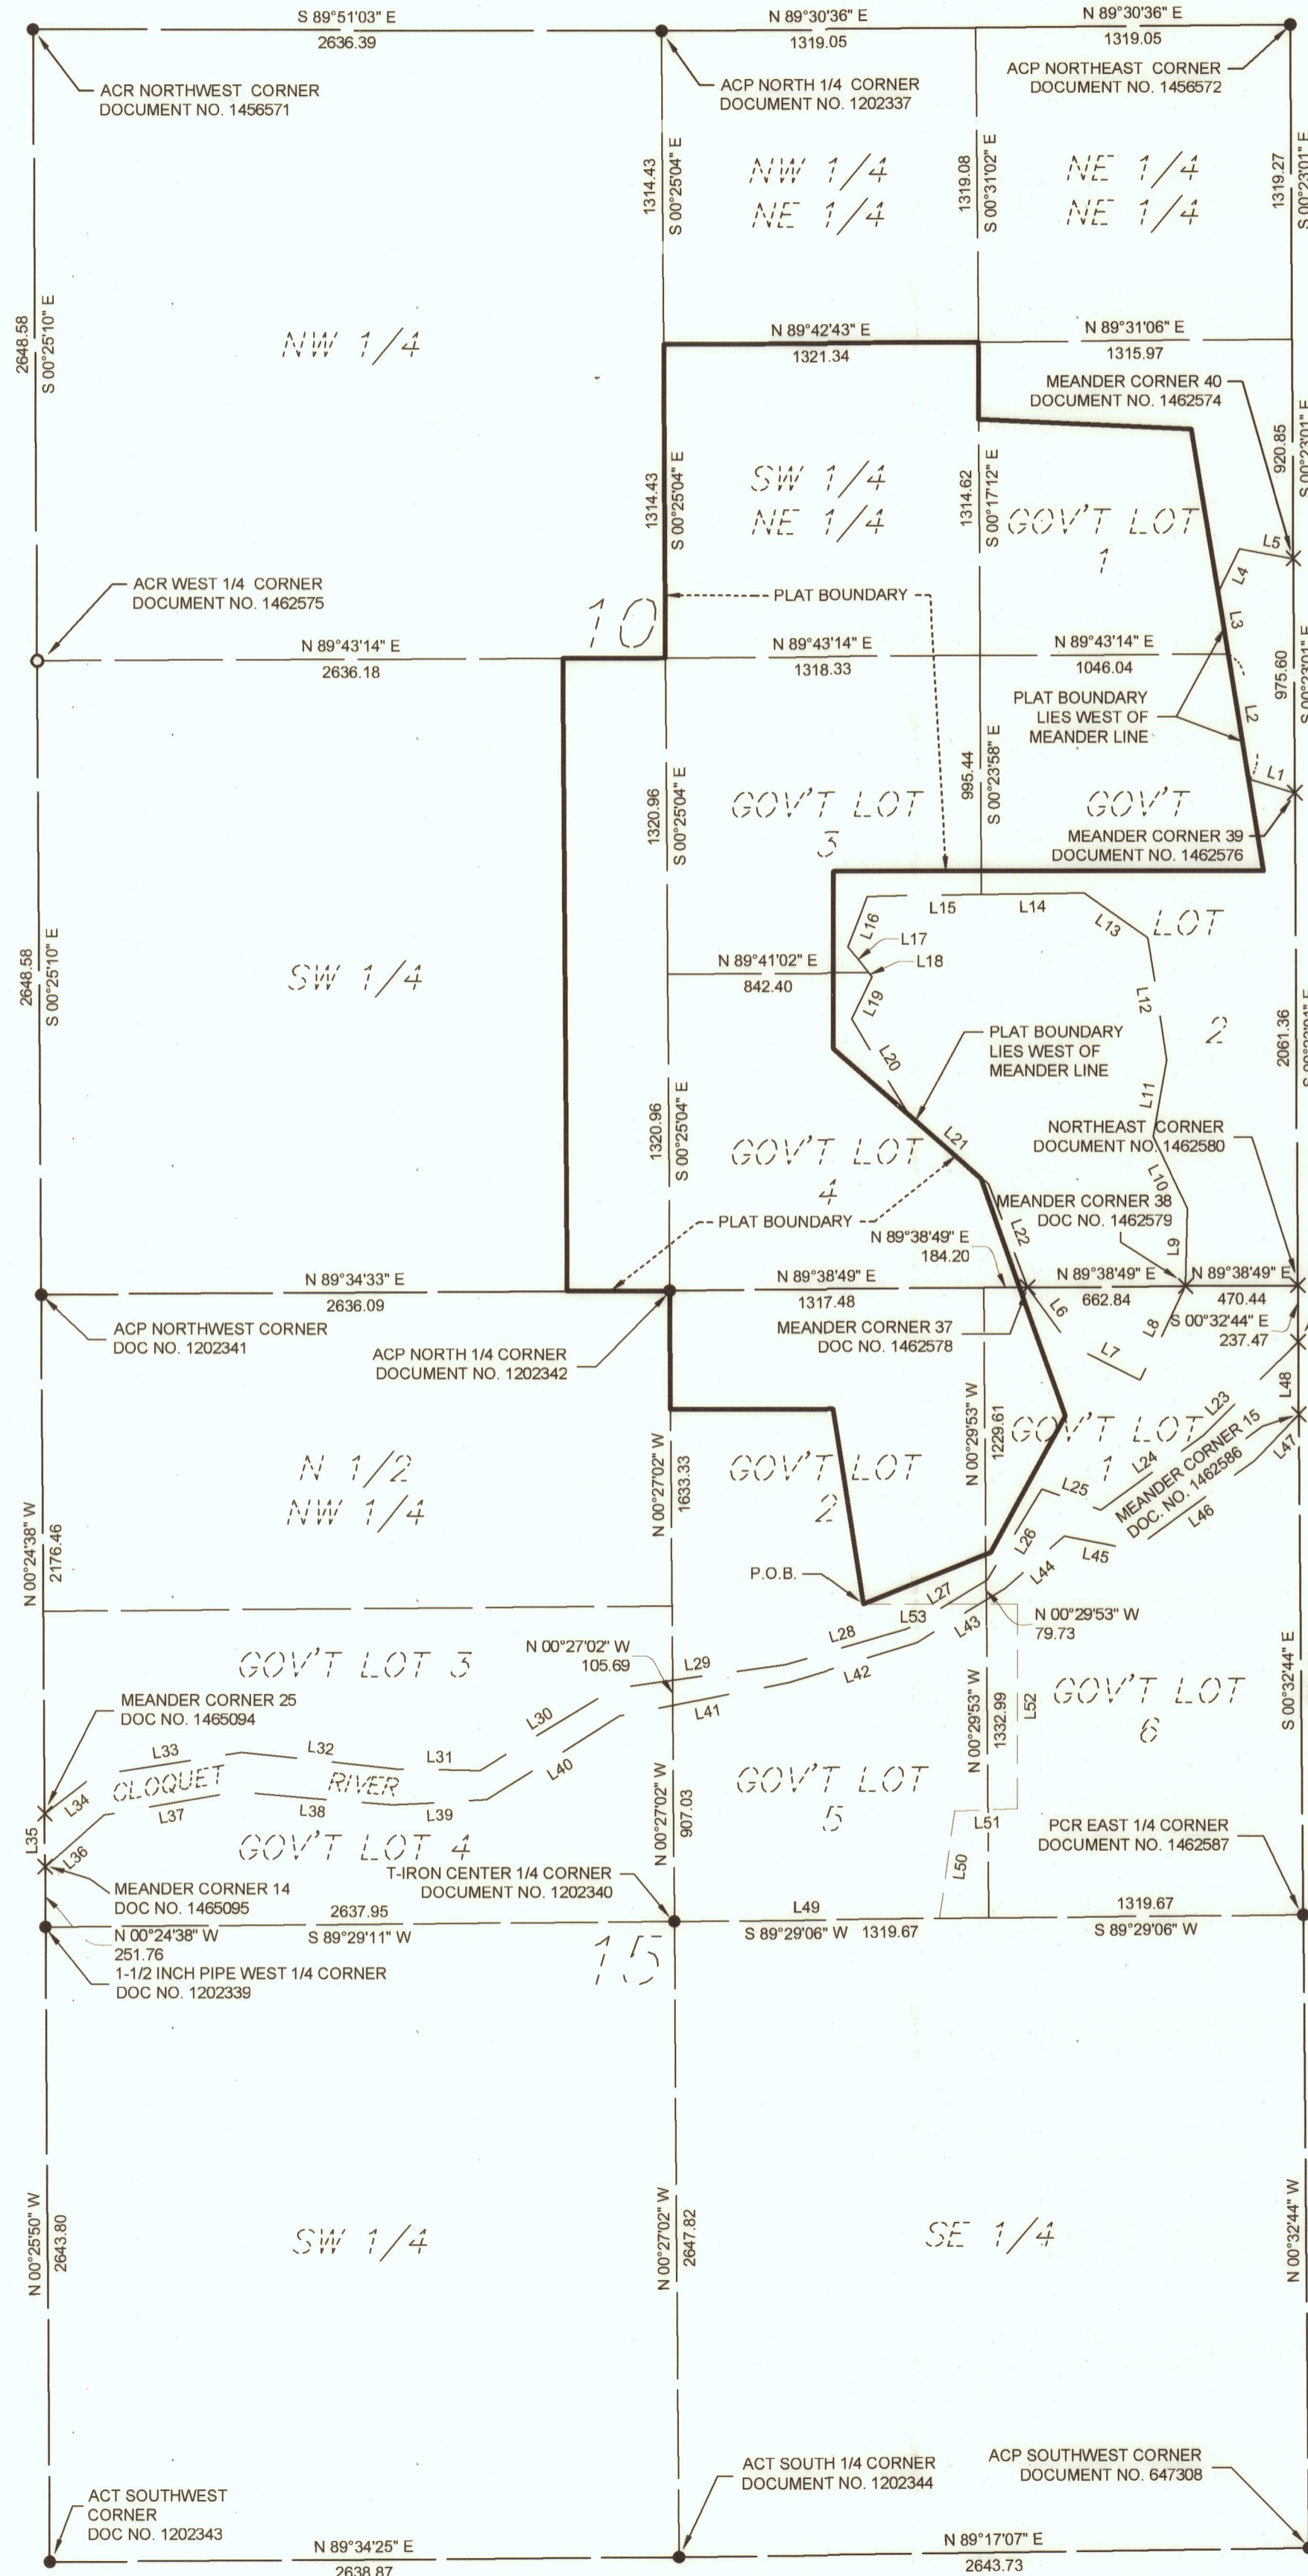 S 89°51'03" E
2636.39
N 89°30'36" E
1319.05
N 89°30'36" E
1319.05
ACR NORTHWEST CORNER
DOCUMENT NO. 1456571
ACP NORTH 1/4 CORNER
DOCUMENT NO. 1202337
ACP NORTHEAST CORNER
DOCUMENT NO. 1456572
1314.43
S 00°25'04" E
NW 1/4
NE 1/4
1319.08
S 00°31'02" E
NE 1/4
NE 1/4
1319.27
S 00°23'01" E
2648.58
S 00°25'10" E
NW 1/4
N 89°42'43" E
1321.34
N 89°31'06" E
1315.97
MEANDER CORNER 40
DOCUMENT NO. 1462574
920.85
S 00°23'01" E
1314.43
S 00°25'04" E
SW 1/4
NE 1/4
1314.62
S 00°17'12" E
GOV'T LOT
1
L5
L4
L3
ACR WEST 1/4 CORNER
DOCUMENT NO. 1462575
PLAT BOUNDARY
10
N 89°43'14" E
2636.18
N 89°43'14" E
1318.33
N 89°43'14" E
1046.04
975.60
S 00°23'01" E
PLAT BOUNDARY
LIES WEST OF
MEANDER LINE
L2
L1
1320.96
S 00°25'04" E
995.44
S 00°23'58" E
GOV'T LOT
3
GOV'T
MEANDER CORNER 39
DOCUMENT NO. 1462576
L16
L15
L14
L13
LOT
L17
L18
N 89°41'02" E
842.40
2648.58
S 00°25'10" E
SW 1/4
L19
L12
2
2061.36
PLAT BOUNDARY
LIES WEST OF
MEANDER LINE
L20
L11
1320.96
S 00°25'04" E
L21
NORTHEAST CORNER
DOCUMENT NO. 1462580
GOV'T LOT
4
L10
MEANDER CORNER 38
DOC NO. 1462579
PLAT BOUNDARY
L22
L9
N 89°38'49" E
184.20
N 89°34'33" E
2636.09
N 89°38'49" E
1317.48
N 89°38'49" E
662.84
N 89°38'49" E
470.44
ACP NORTHWEST CORNER
DOC NO. 1202341
ACP NORTH 1/4 CORNER
DOCUMENT NO. 1202342
MEANDER CORNER 37
DOC NO. 1462578
L6
L8
L7
S 00°32'44" E
237.47
L48
N 00°29'53" W
1229.61
GOV'T LOT
1
L23
MEANDER CORNER 15
DOC. NO. 1462586
L47
N 1/2
NW 1/4
N 00°27'02" W
1633.33
GOV'T LOT
2
L24
L25
L46
L26
L45
N 00°24'38" W
2176.46
P.O.B.
L44
L27
L53
L28
L43
N 00°29'53" W
79.73
GOV'T LOT 3
N 00°27'02" W
105.69
L29
L42
L41
N 00°29'53" W
1332.99
L52
GOV'T LOT
6
S 00°32'44" E
MEANDER CORNER 25
DOC NO. 1465094
L30
L33
L32
L31
L40
CLOQUET RIVER
L34
L37
L38
L39
GOV'T LOT
5
L35
L36
GOV'T LOT 4
N 00°27'02" W
907.03
L51
L50
PCR EAST 1/4 CORNER
DOCUMENT NO. 1462587
T-IRON CENTER 1/4 CORNER
DOCUMENT NO. 1202340
MEANDER CORNER 14
DOC NO. 1465095
2637.95
S 89°29'11" W
L49
S 89°29'06" W 1319.67
1319.67
S 89°29'06" W
N 00°24'38" W
251.76
1-1/2 INCH PIPE WEST 1/4 CORNER
DOC NO. 1202339
15
N 00°25'50" W
2643.80
SW 1/4
N 00°27'02" W
2647.82
SE 1/4
N 00°32'44" W
ACT SOUTHWEST
CORNER
DOC NO. 1202343
ACT SOUTH 1/4 CORNER
DOCUMENT NO. 1202344
ACP SOUTHWEST CORNER
DOCUMENT NO. 647308
N 89°34'25" E
2638.87
N 89°17'07" E
2643.73